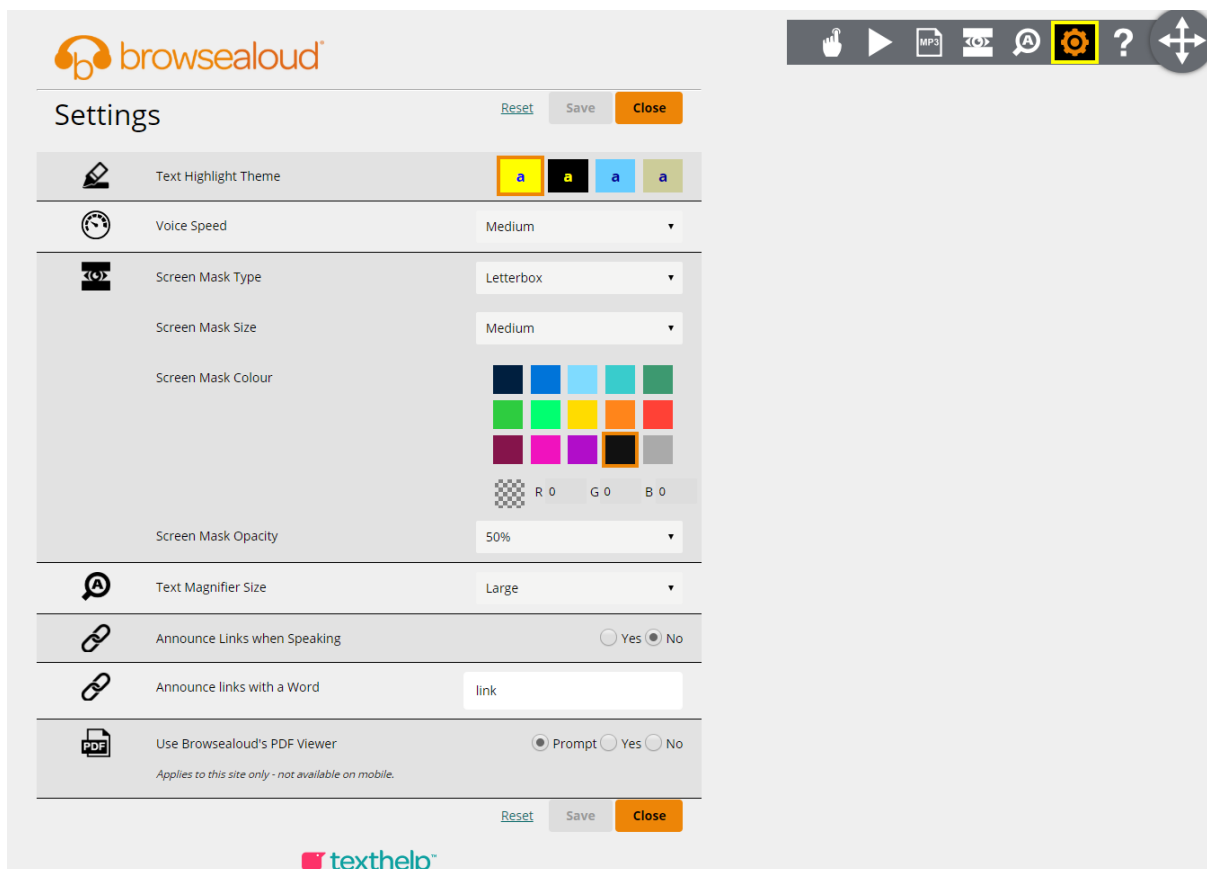 browsealoud®
MP3
A
?
Settings
Reset Save Close
Text Highlight Theme a a a a
Voice Speed Medium
Screen Mask Type Letterbox
Screen Mask Size Medium
Screen Mask Colour
R 0 G 0 B 0
Screen Mask Opacity 50%
A Text Magnifier Size Large
Announce Links when Speaking Yes No
Announce links with a Word link
PDF Use Browsealoud's PDF Viewer Prompt Yes No
Applies to this site only - not available on mobile.
Reset Save Close
texthelp™